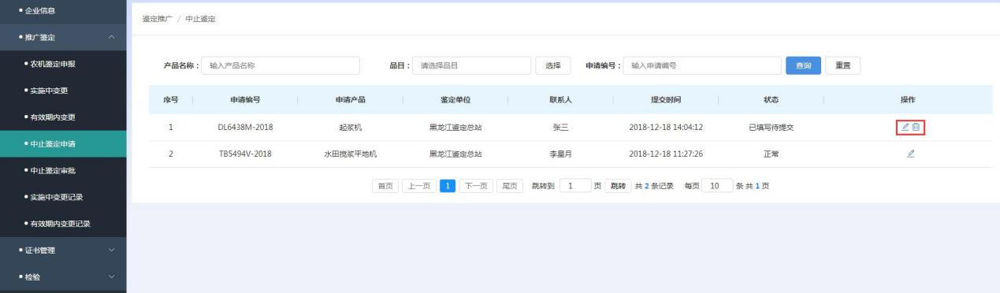 企业信息
推广鉴定
农机鉴定申报
实施中变更
有效期内变更
中止鉴定申请
中止鉴定审批
实施中变更记录
有效期内变更记录
证书管理
检验
鉴定推广 / 中止鉴定
产品名称： 输入产品名称 品目： 请选择品目 选择 申请编号： 输入申请编号 查询 重置
序号 申请编号 申请产品 鉴定单位 联系人 提交时间 状态 操作
1 DL6438M-2018 起浆机 黑龙江鉴定总站 张三 2018-12-18 14:04:12 已填写待提交
2 TB5494V-2018 水田搅浆平地机 黑龙江鉴定总站 李星月 2018-12-18 11:27:26 正常
首页 上一页 1 下一页 尾页 跳转到 1 页 跳转 共 2 条记录 每页 10 条 共 1 页